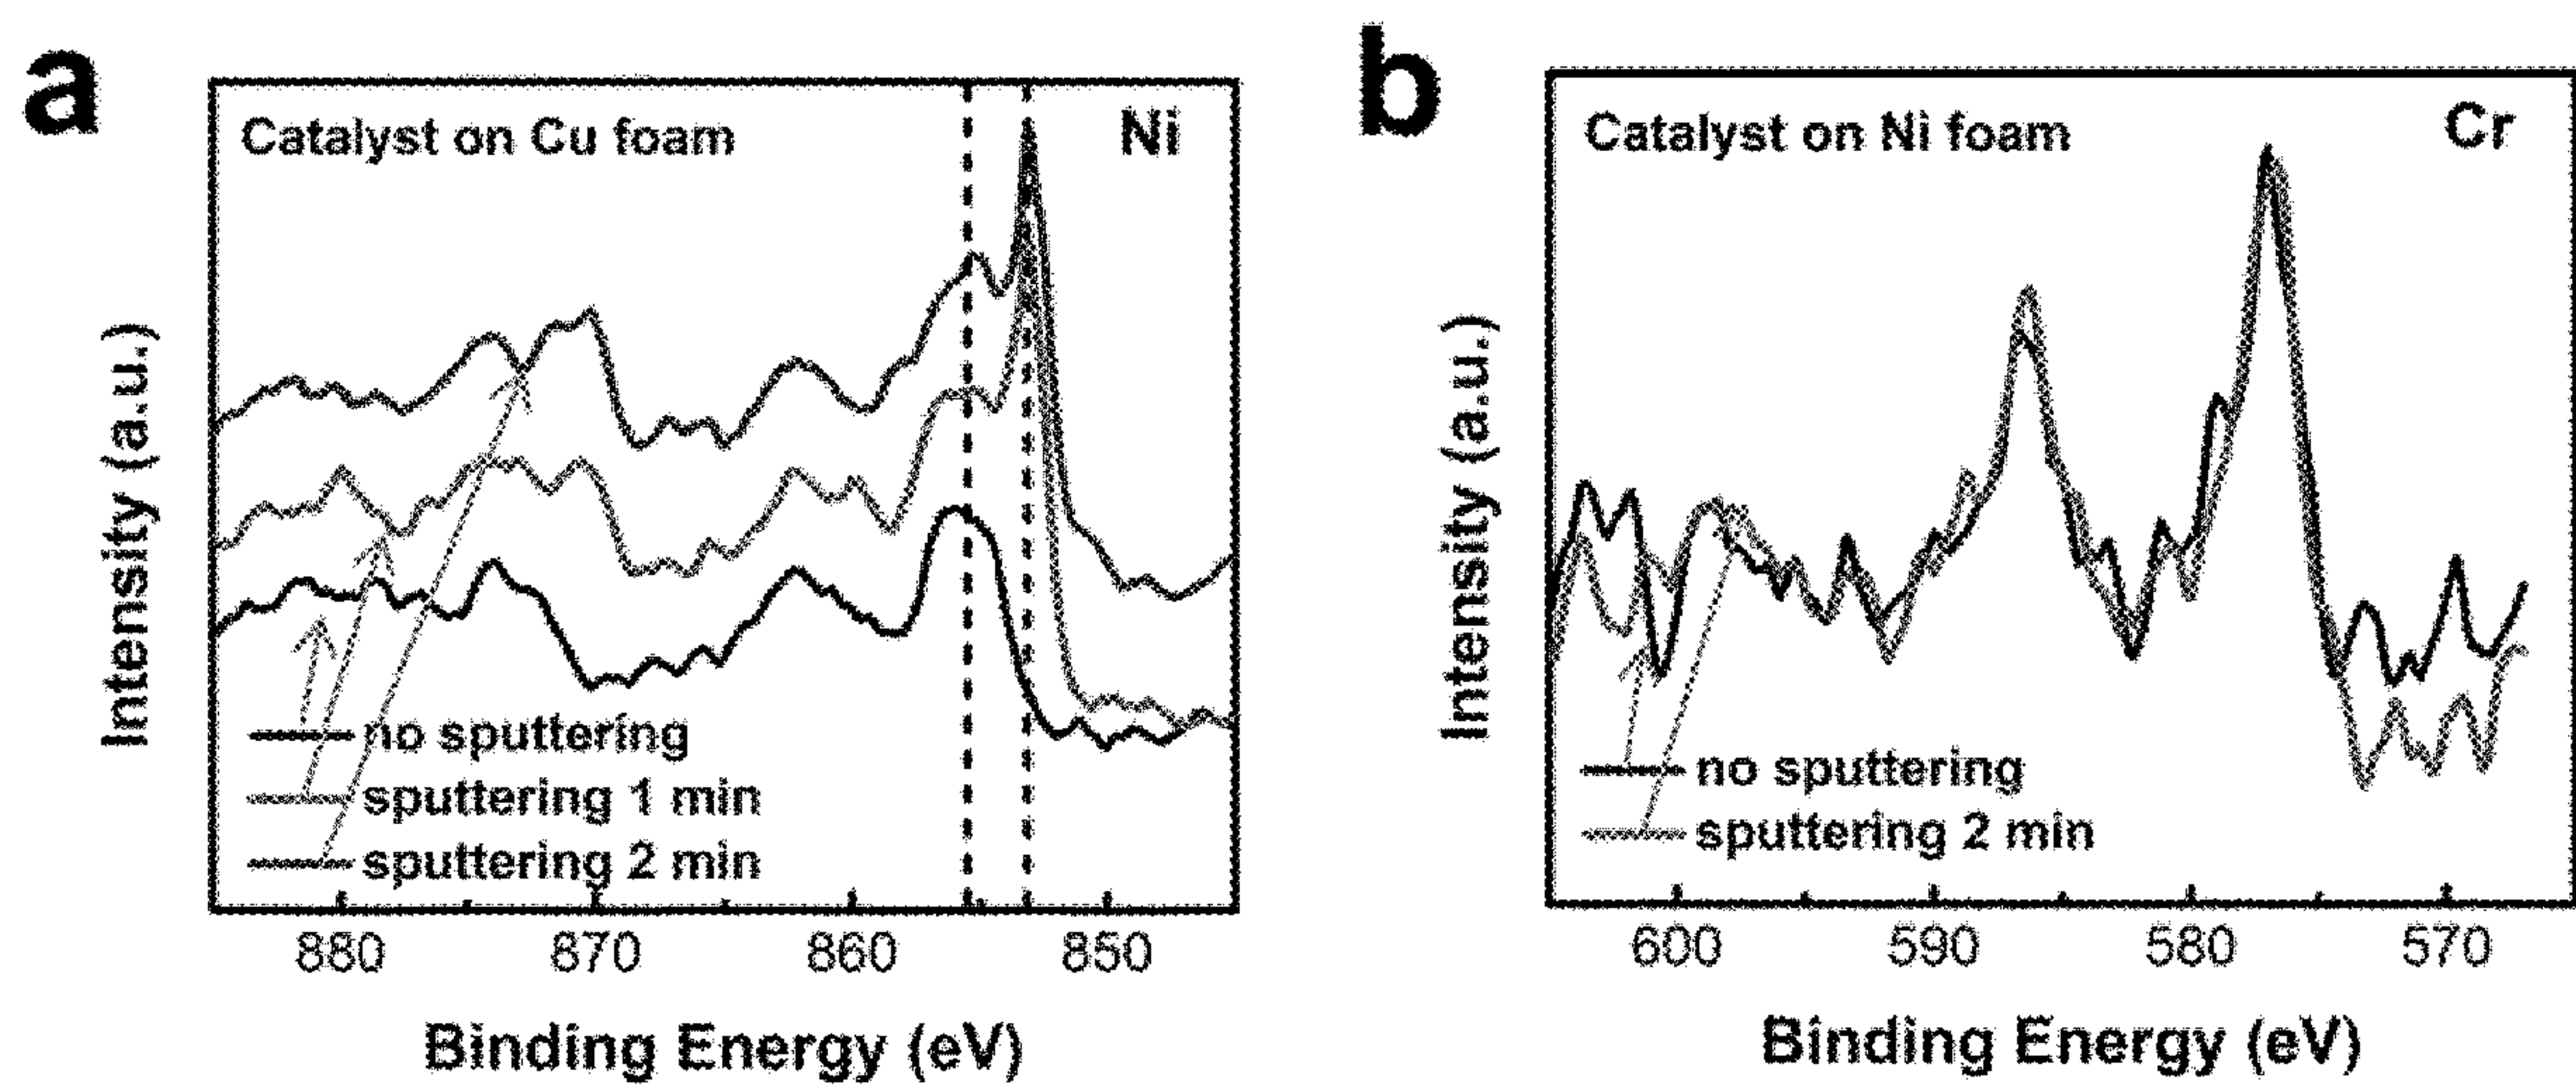 a
Catalyst on Cu foam
Ni
Intensity (a.u.)
no sputtering
sputtering 1 min
sputtering 2 min
880
870
860
850
Binding Energy (eV)
b
Catalyst on Ni foam
Cr
Intensity (a.u.)
no sputtering
sputtering 2 min
600
590
580
570
Binding Energy (eV)